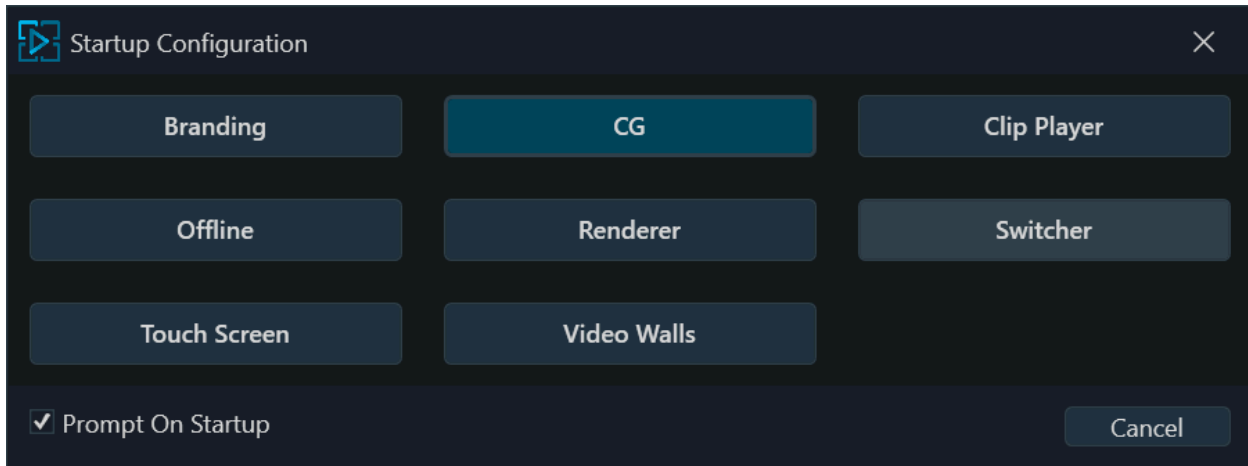 Startup Configuration
Branding
CG
Clip Player
Offline
Renderer
Switcher
Touch Screen
Video Walls
Prompt On Startup
Cancel